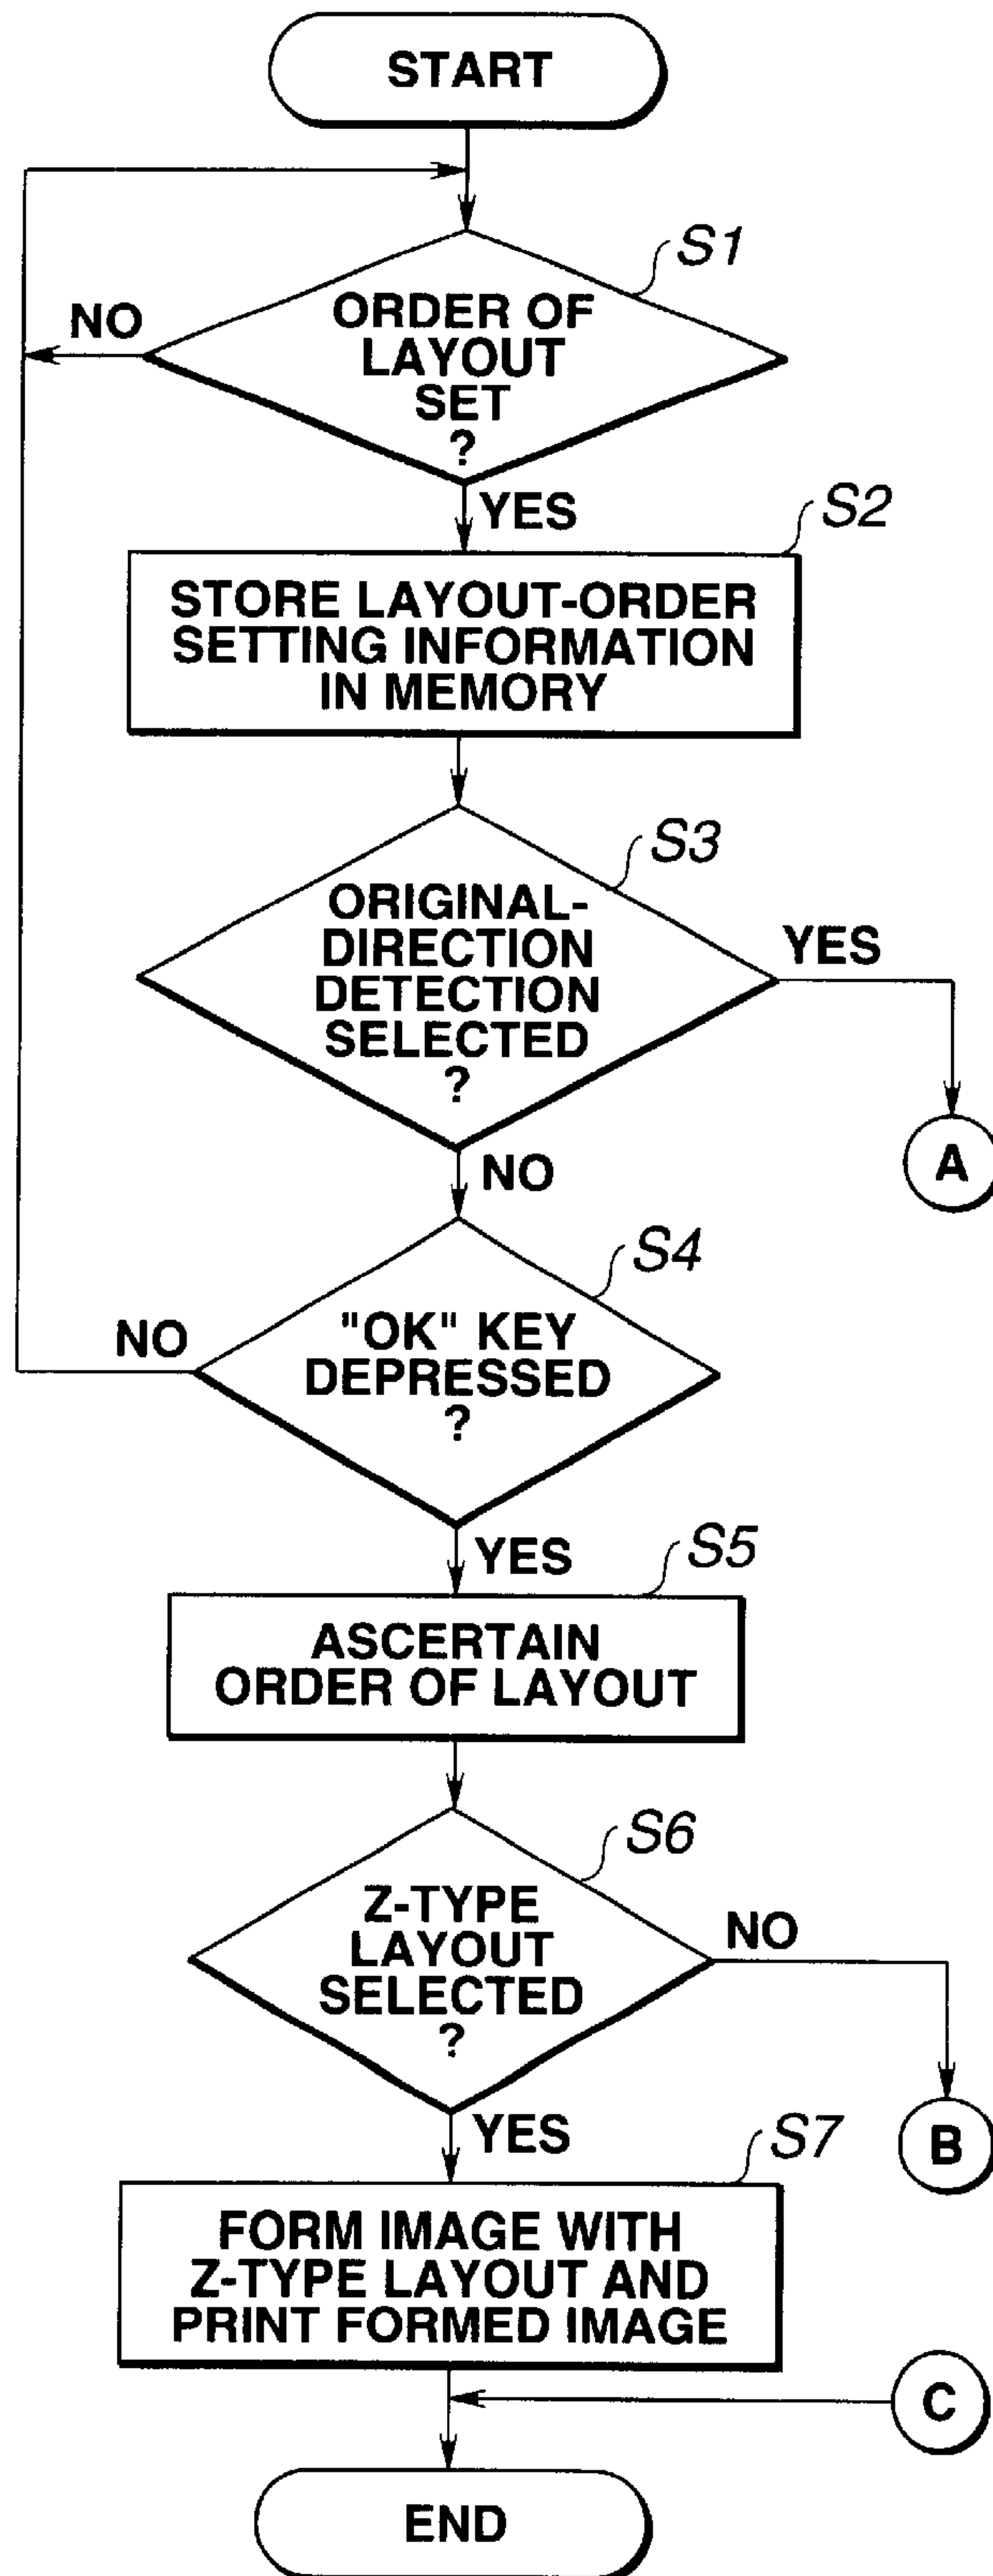 START
S1
NO
ORDER OF
LAYOUT
SET
?
YES
S2
STORE LAYOUT-ORDER
SETTING INFORMATION
IN MEMORY
S3
ORIGINAL-
DIRECTION
DETECTION
SELECTED
?
YES
A
NO
S4
NO
"OK" KEY
DEPRESSED
?
YES
S5
ASCERTAIN
ORDER OF LAYOUT
S6
Z-TYPE
LAYOUT
SELECTED
?
NO
B
YES
S7
FORM IMAGE WITH
Z-TYPE LAYOUT AND
PRINT FORMED IMAGE
C
END